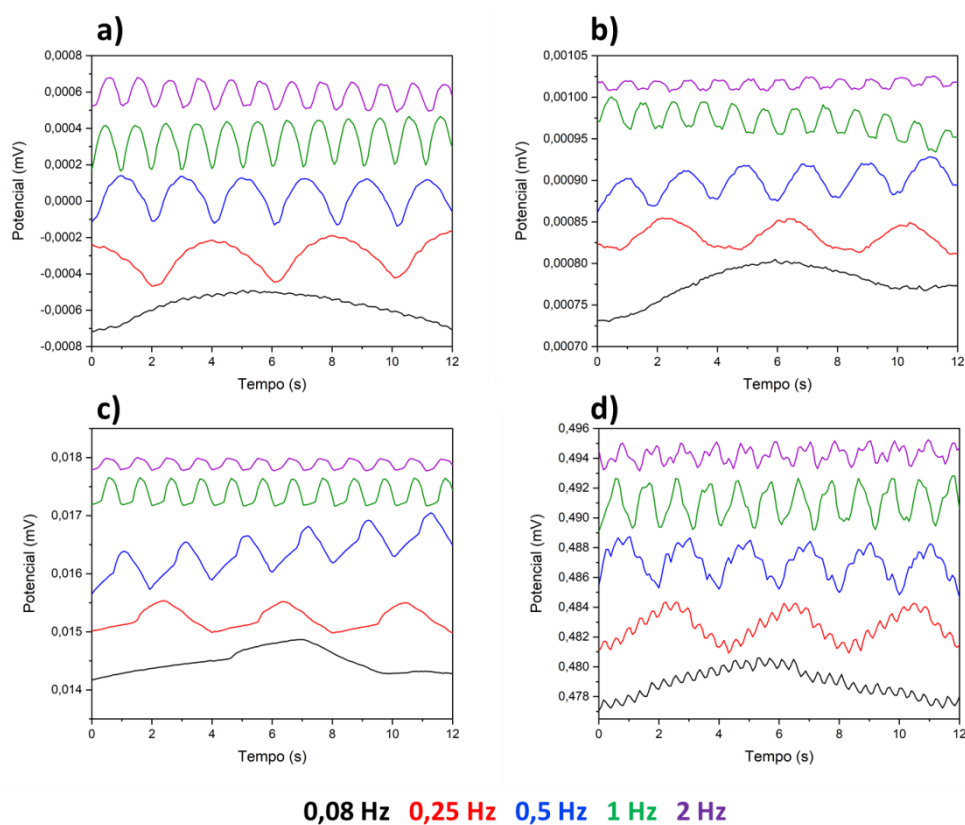 a)
0,0008
0,0006
0,0004
0,0002
0,0000
-0,0002
-0,0004
-0,0006
-0,0008
Potencial (mV)
0 2 4 6 8 10 12
Tempo (s)
b)
0,00105
0,00100
0,00095
0,00090
0,00085
0,00080
0,00075
0,00070
Potencial (mV)
0 2 4 6 8 10 12
Tempo (s)
c)
0,018
0,017
0,016
0,015
0,014
Potencial (mV)
0 2 4 6 8 10 12
Tempo (s)
d)
0,496
0,494
0,492
0,490
0,488
0,486
0,484
0,482
0,480
0,478
Potencial (mV)
0 2 4 6 8 10 12
Tempo (s)
0,08 Hz 0,25 Hz 0,5 Hz 1 Hz 2 Hz